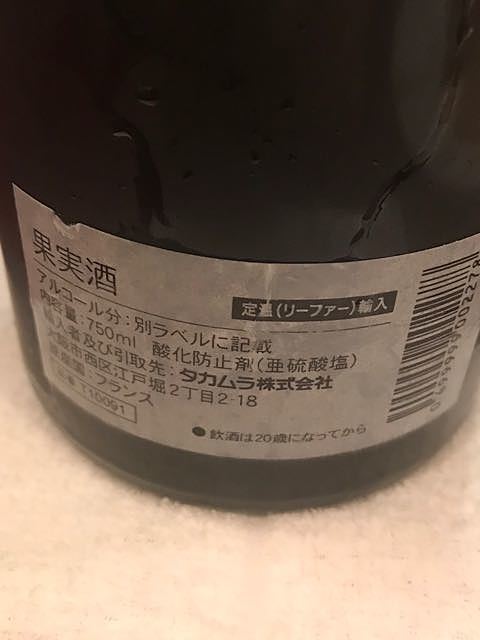 果実酒
定温(リーファー)輸入
アルコール分:別ラベルに記載
内容量:750ml 酸化防止剤(亜硫酸塩)
輸入者及び引取先:タカムラ株式会社
大阪市西区江戸堀2丁目2-18
原産国:フランス
T10091
●飲酒は20歳になってから